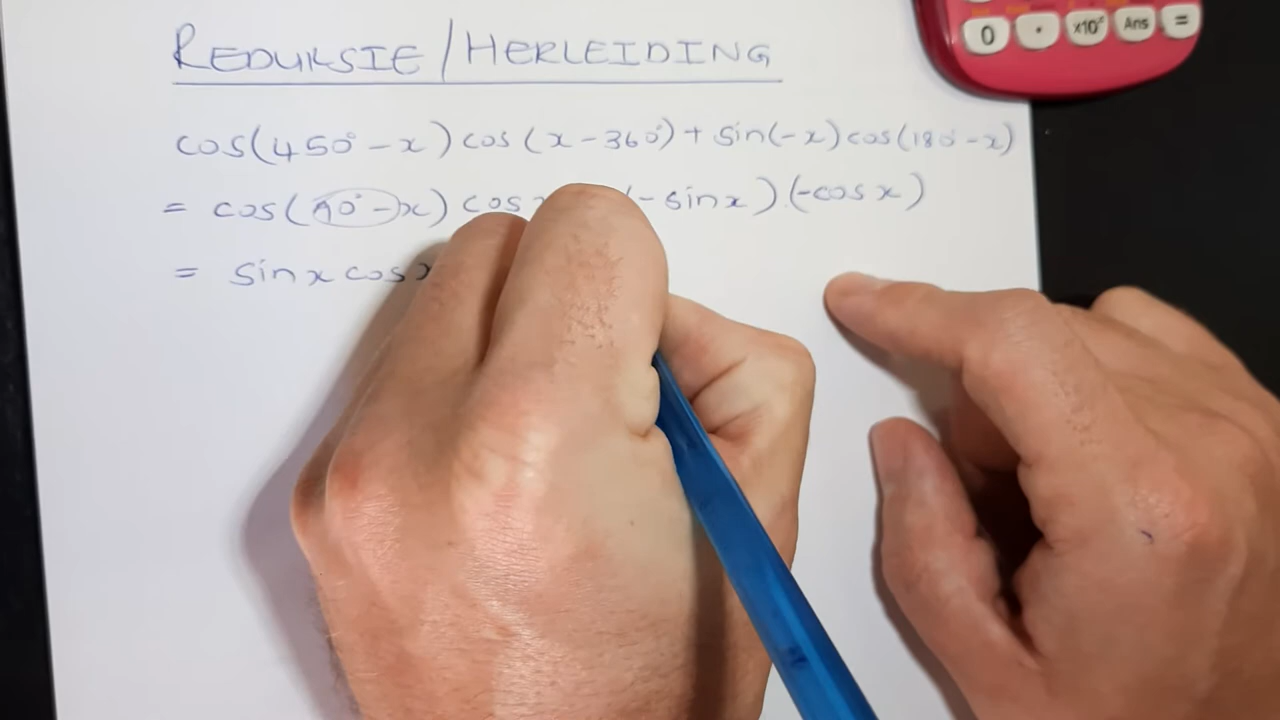 0 . x10ˣ Ans =
REDUKSIE/HERLEIDING
cos(450° - x) cos(x - 360°) + sin(-x) cos(180° - x)
= cos(90° - x) cos (-sin x).(-cos x)
= sin x cos x